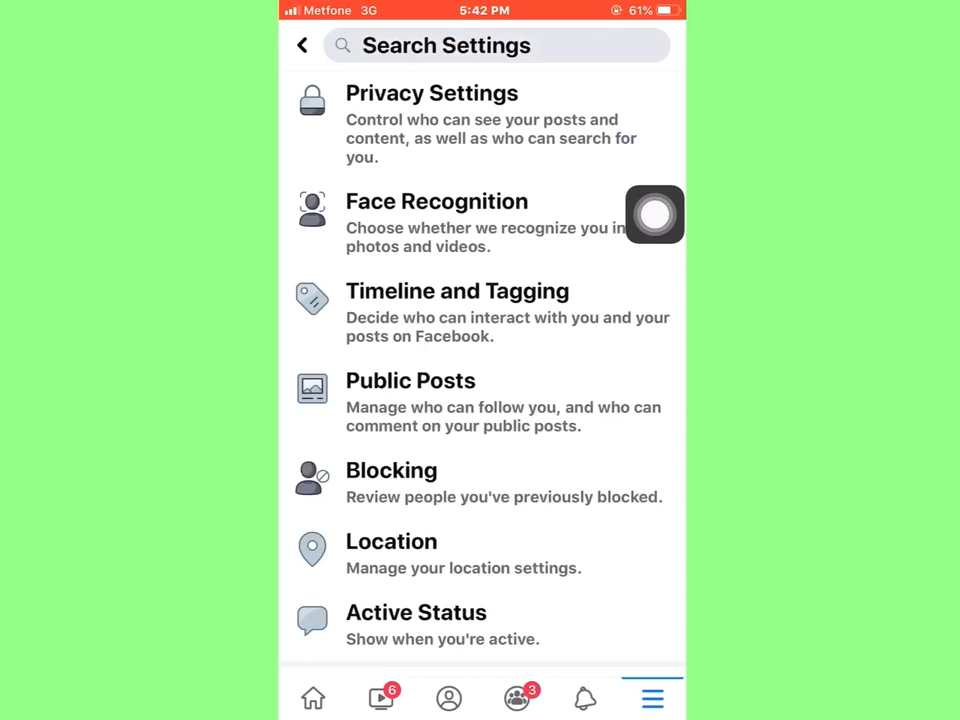 Metfone 3G 5:42 PM 61%
Search Settings
Privacy Settings
Control who can see your posts and
content, as well as who can search for
you.
Face Recognition
Choose whether we recognize you in
photos and videos.
Timeline and Tagging
Decide who can interact with you and your
posts on Facebook.
Public Posts
Manage who can follow you, and who can
comment on your public posts.
Blocking
Review people you've previously blocked.
Location
Manage your location settings.
Active Status
Show when you're active.
6 3